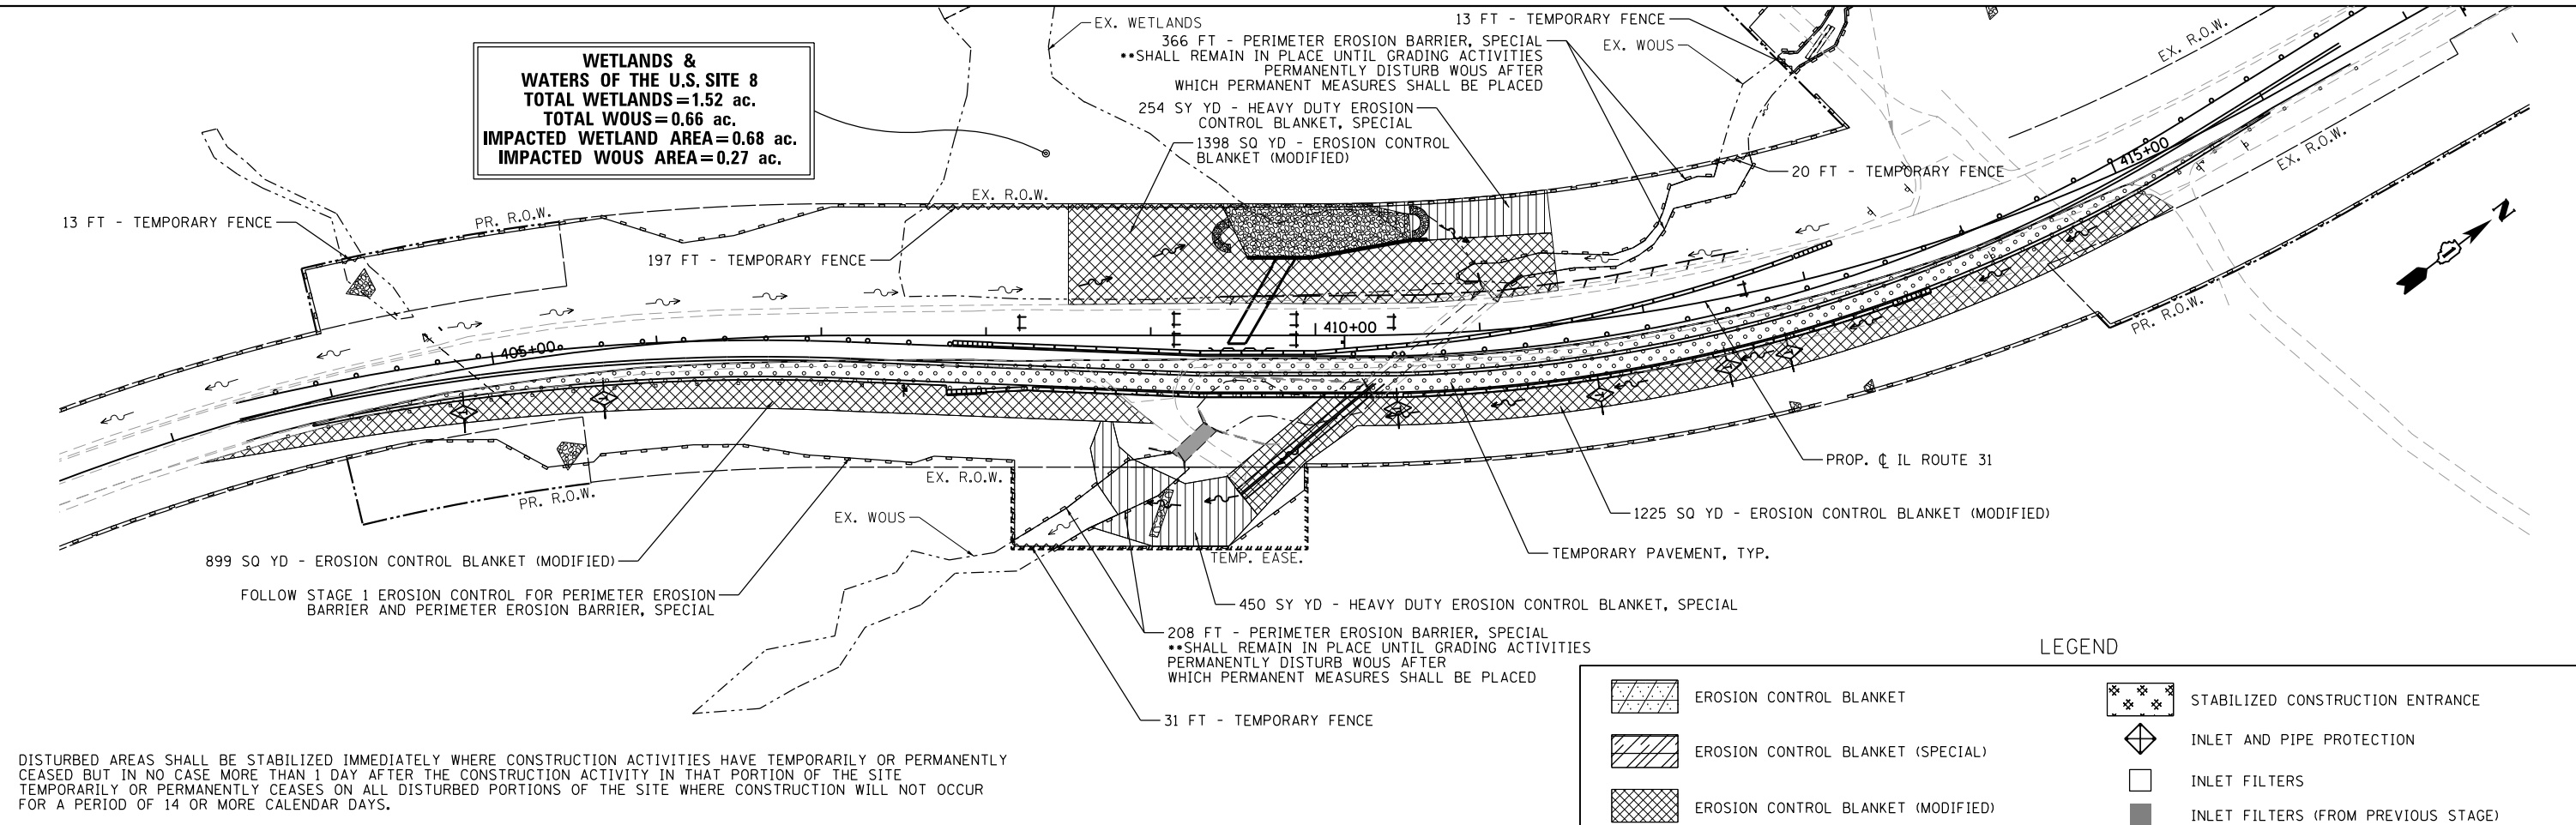 EX. WETLANDS
13 FT - TEMPORARY FENCE
366 FT - PERIMETER EROSION BARRIER, SPECIAL
**SHALL REMAIN IN PLACE UNTIL GRADING ACTIVITIES
PERMANENTLY DISTURB WOUS AFTER
WHICH PERMANENT MEASURES SHALL BE PLACED
EX. WOUS
EX. R.O.W.
WETLANDS &
WATERS OF THE U.S. SITE 8
TOTAL WETLANDS=1.52 ac.
TOTAL WOUS=0.66 ac.
IMPACTED WETLAND AREA=0.68 ac.
IMPACTED WOUS AREA=0.27 ac.
254 SY YD - HEAVY DUTY EROSION
CONTROL BLANKET, SPECIAL
1398 SQ YD - EROSION CONTROL
BLANKET (MODIFIED)
20 FT - TEMPORARY FENCE
415+00
EX. R.O.W.
N
13 FT - TEMPORARY FENCE
PR. R.O.W.
EX. R.O.W.
197 FT - TEMPORARY FENCE
405+00
410+00
PR. R.O.W.
PROP. ℄ IL ROUTE 31
EX. R.O.W.
PR. R.O.W.
EX. WOUS
1225 SQ YD - EROSION CONTROL BLANKET (MODIFIED)
899 SQ YD - EROSION CONTROL BLANKET (MODIFIED)
TEMP. EASE.
TEMPORARY PAVEMENT, TYP.
FOLLOW STAGE 1 EROSION CONTROL FOR PERIMETER EROSION
BARRIER AND PERIMETER EROSION BARRIER, SPECIAL
450 SY YD - HEAVY DUTY EROSION CONTROL BLANKET, SPECIAL
208 FT - PERIMETER EROSION BARRIER, SPECIAL
**SHALL REMAIN IN PLACE UNTIL GRADING ACTIVITIES
PERMANENTLY DISTURB WOUS AFTER
WHICH PERMANENT MEASURES SHALL BE PLACED
31 FT - TEMPORARY FENCE
DISTURBED AREAS SHALL BE STABILIZED IMMEDIATELY WHERE CONSTRUCTION ACTIVITIES HAVE TEMPORARILY OR PERMANENTLY
CEASED BUT IN NO CASE MORE THAN 1 DAY AFTER THE CONSTRUCTION ACTIVITY IN THAT PORTION OF THE SITE
TEMPORARILY OR PERMANENTLY CEASES ON ALL DISTURBED PORTIONS OF THE SITE WHERE CONSTRUCTION WILL NOT OCCUR
FOR A PERIOD OF 14 OR MORE CALENDAR DAYS.
LEGEND
EROSION CONTROL BLANKET
EROSION CONTROL BLANKET (SPECIAL)
EROSION CONTROL BLANKET (MODIFIED)
STABILIZED CONSTRUCTION ENTRANCE
INLET AND PIPE PROTECTION
INLET FILTERS
INLET FILTERS (FROM PREVIOUS STAGE)